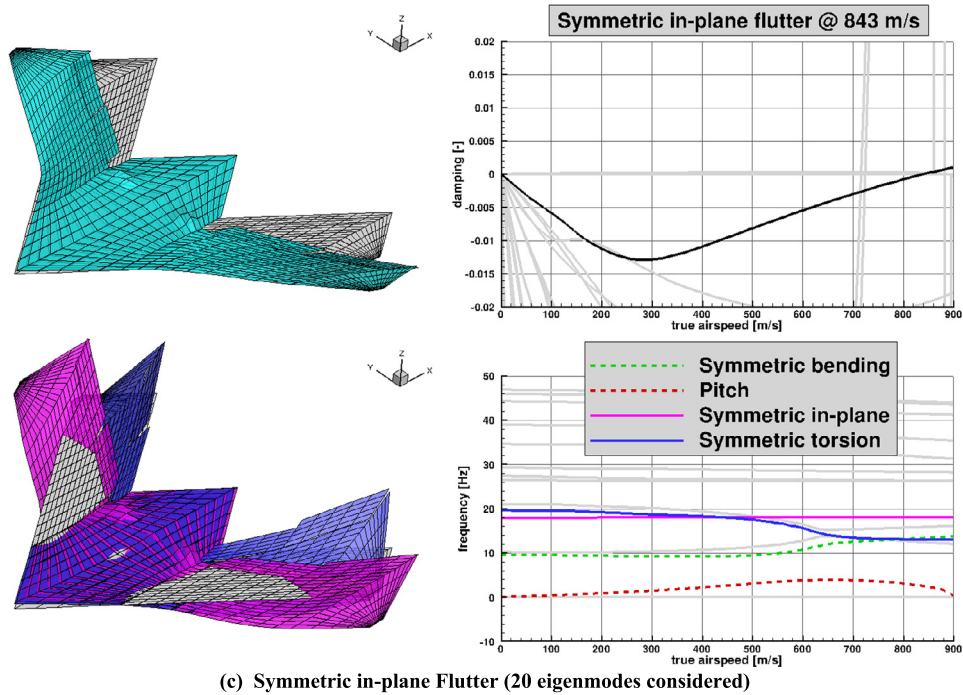 Symmetric in-plane flutter @ 843 m/s
Z
Y
X
0.02
0.015
0.01
0.005
0
-0.005
-0.01
-0.015
-0.02
damping [-]
0 100 200 300 400 500 600 700 800 900
true airspeed [m/s]
Z
Y
X
Symmetric bending
Pitch
Symmetric in-plane
Symmetric torsion
50
40
30
20
10
0
-10
frequency [Hz]
0 100 200 300 400 500 600 700 800 900
true airspeed [m/s]
(c) Symmetric in-plane Flutter (20 eigenmodes considered)